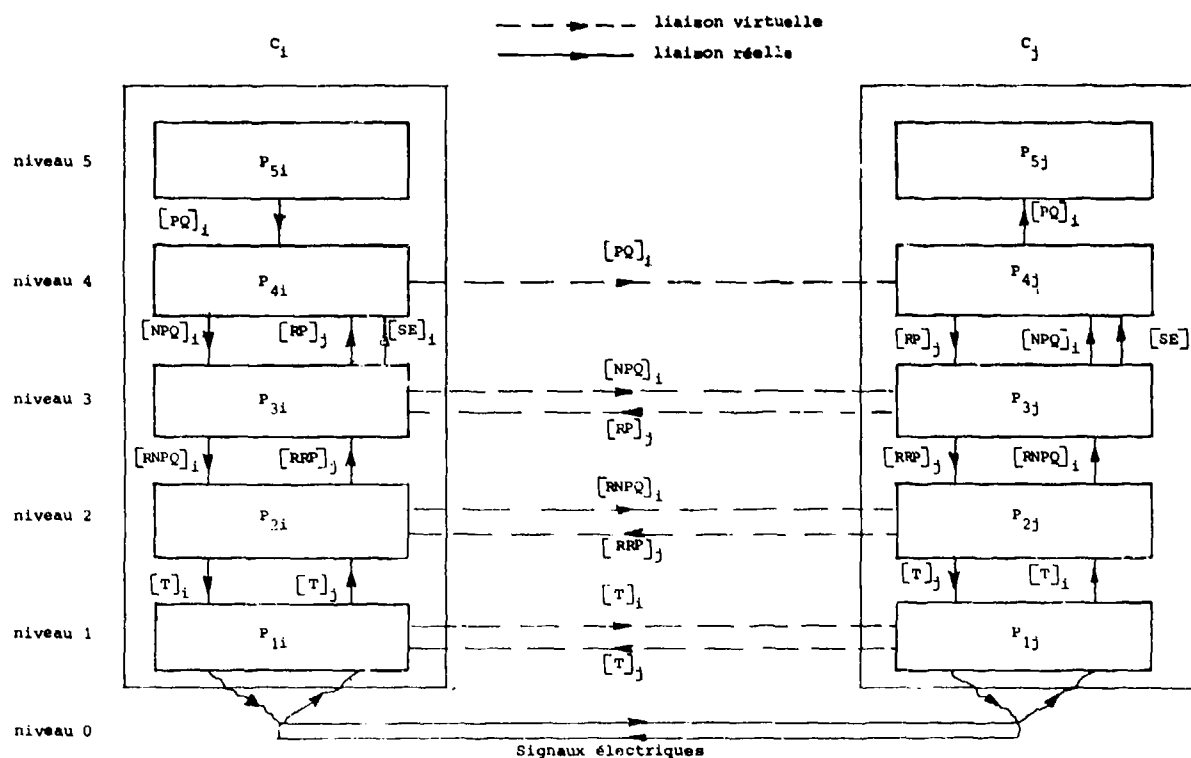 liaison virtuelle
liaison réelle
C_i
C_j
niveau 5
P_5i
P_5j
[PQ]_i
[PQ]_i
niveau 4
P_4i
[PQ]_i
P_4j
[NPQ]_i [RP]_j [SE]_i
[RP]_j [NPQ]_i [SE]
niveau 3
P_3i
[NPQ]_i
[RP]_j
P_3j
[RNPQ]_i [RRP]_j
[RRP]_j [RNPQ]_i
niveau 2
P_2i
[RNPQ]_i
[RRP]_j
P_2j
[T]_i [T]_j
[T]_j [T]_i
niveau 1
P_1i
[T]_i
[T]_j
P_1j
niveau 0
Signaux électriques